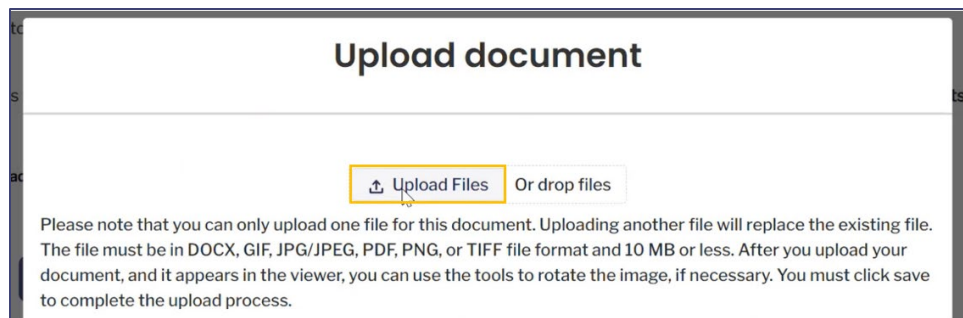 Upload document
Upload Files Or drop files
Please note that you can only upload one file for this document. Uploading another file will replace the existing file.
The file must be in DOCX, GIF, JPG/JPEG, PDF, PNG, or TIFF file format and 10 MB or less. After you upload your
document, and it appears in the viewer, you can use the tools to rotate the image, if necessary. You must click save
to complete the upload process.